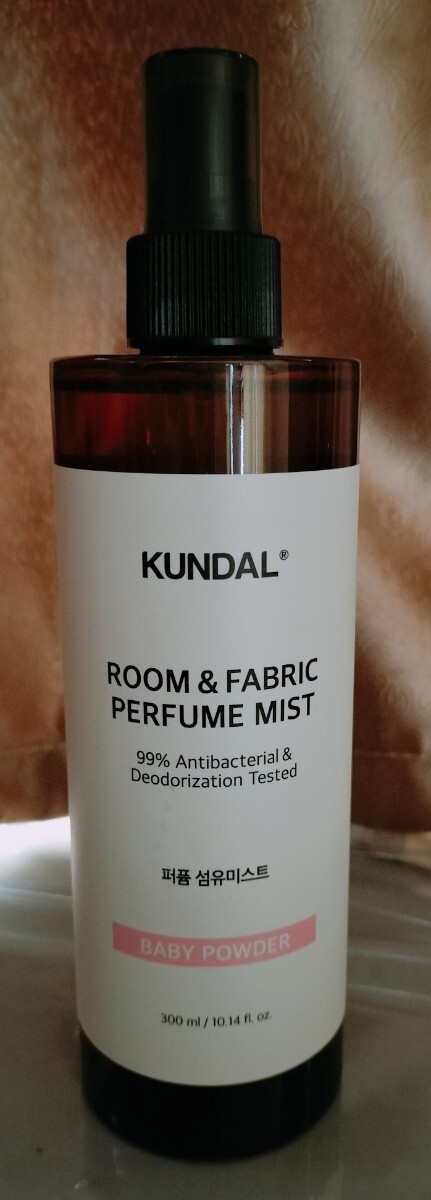 KUNDAL®
ROOM & FABRIC
PERFUME MIST
99% Antibacterial &
Deodorization Tested
퍼퓸 섬유미스트
BABY POWDER
300 ml / 10.14 fl. oz.